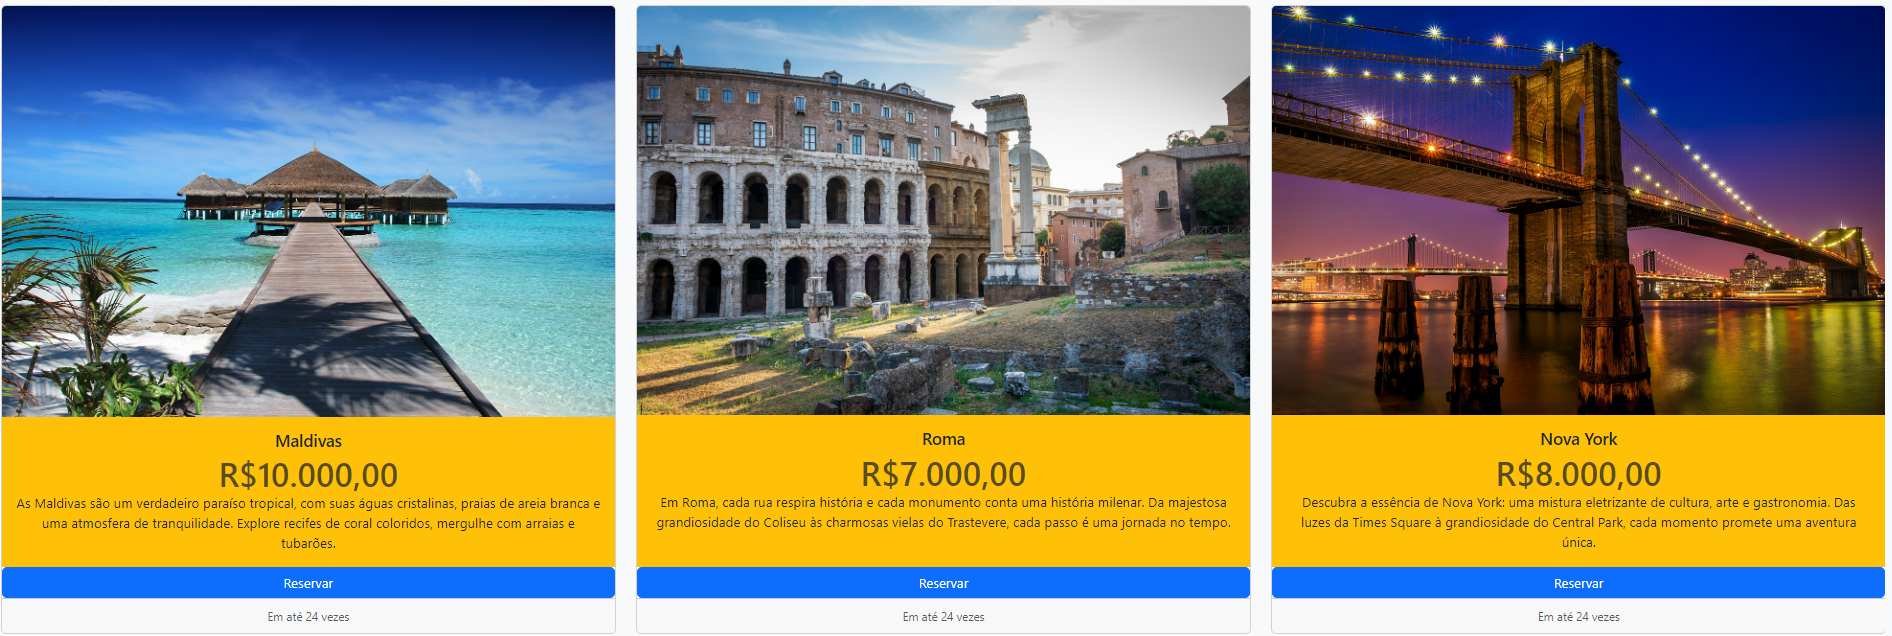 Maldivas
R$10.000,00
As Maldivas são um verdadeiro paraíso tropical, com suas águas cristalinas, praias de areia branca e
uma atmosfera de tranquilidade. Explore recifes de coral coloridos, mergulhe com arraias e
tubarões.
Reservar
Em até 24 vezes
Roma
R$7.000,00
Em Roma, cada rua respira história e cada monumento conta uma história milenar. Da majestosa
grandiosidade do Coliseu às charmosas vielas do Trastevere, cada passo é uma jornada no tempo.
Reservar
Em até 24 vezes
Nova York
R$8.000,00
Descubra a essência de Nova York: uma mistura eletrizante de cultura, arte e gastronomia. Das
luzes da Times Square à grandiosidade do Central Park, cada momento promete uma aventura
única.
Reservar
Em até 24 vezes